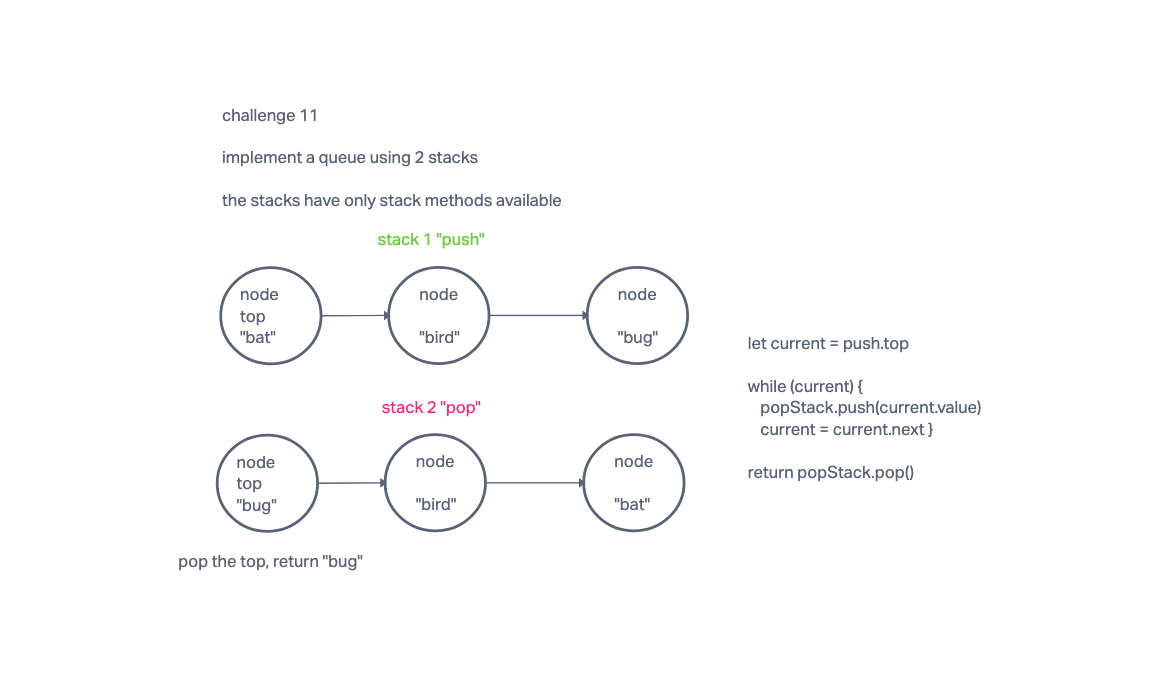 challenge 11
implement a queue using 2 stacks
the stacks have only stack methods available
stack 1 "push"
node
top
"bat"
node
"bird"
node
"bug"
stack 2 "pop"
node
top
"bug"
node
"bird"
node
"bat"
pop the top, return "bug"
let current = push.top
while (current) {
popStack.push(current.value)
current = current.next }
return popStack.pop()